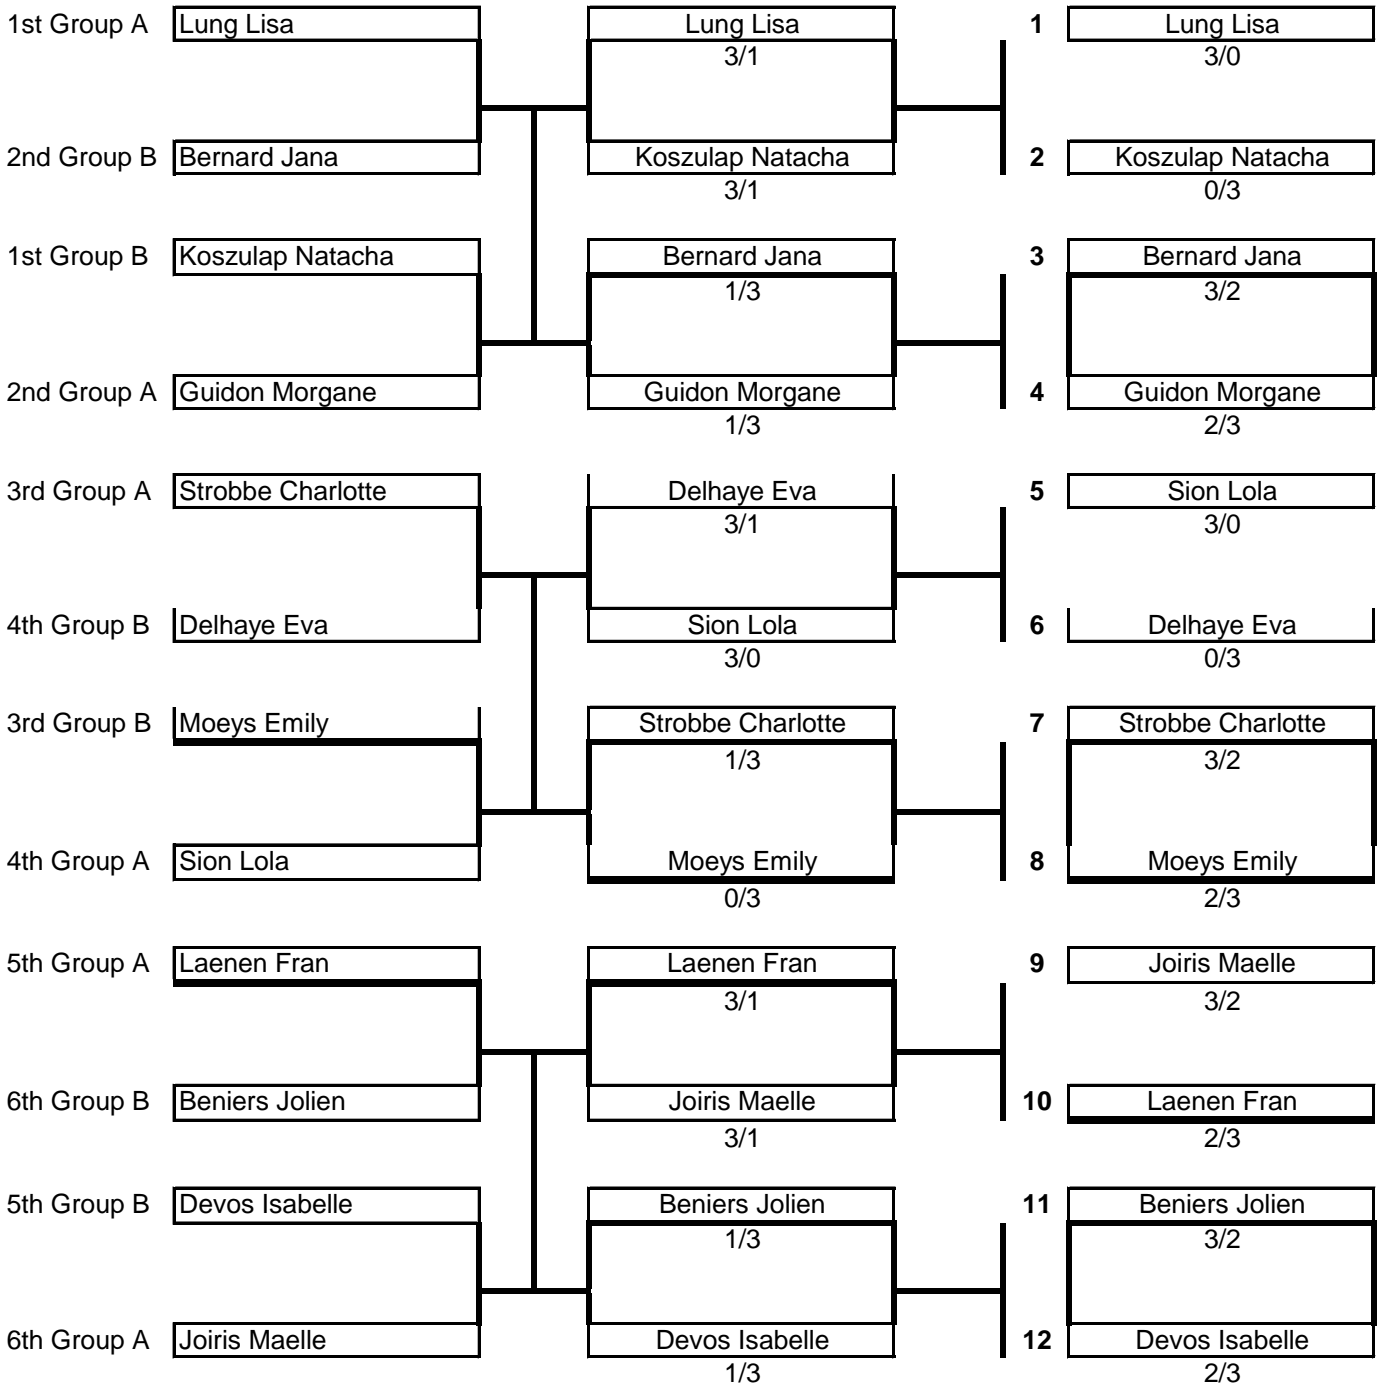 1st Group A Lung Lisa Lung Lisa 1 Lung Lisa
3/1 3/0
2nd Group B Bernard Jana Koszulap Natacha 2 Koszulap Natacha
3/1 0/3
1st Group B Koszulap Natacha Bernard Jana 3 Bernard Jana
1/3 3/2
2nd Group A Guidon Morgane Guidon Morgane 4 Guidon Morgane
1/3 2/3
3rd Group A Strobbe Charlotte Delhaye Eva 5 Sion Lola
3/1 3/0
4th Group B Delhaye Eva Sion Lola 6 Delhaye Eva
3/0 0/3
3rd Group B Moeys Emily Strobbe Charlotte 7 Strobbe Charlotte
1/3 3/2
4th Group A Sion Lola Moeys Emily 8 Moeys Emily
0/3 2/3
5th Group A Laenen Fran Laenen Fran 9 Joiris Maelle
3/1 3/2
6th Group B Beniers Jolien Joiris Maelle 10 Laenen Fran
3/1 2/3
5th Group B Devos Isabelle Beniers Jolien 11 Beniers Jolien
1/3 3/2
6th Group A Joiris Maelle Devos Isabelle 12 Devos Isabelle
1/3 2/3